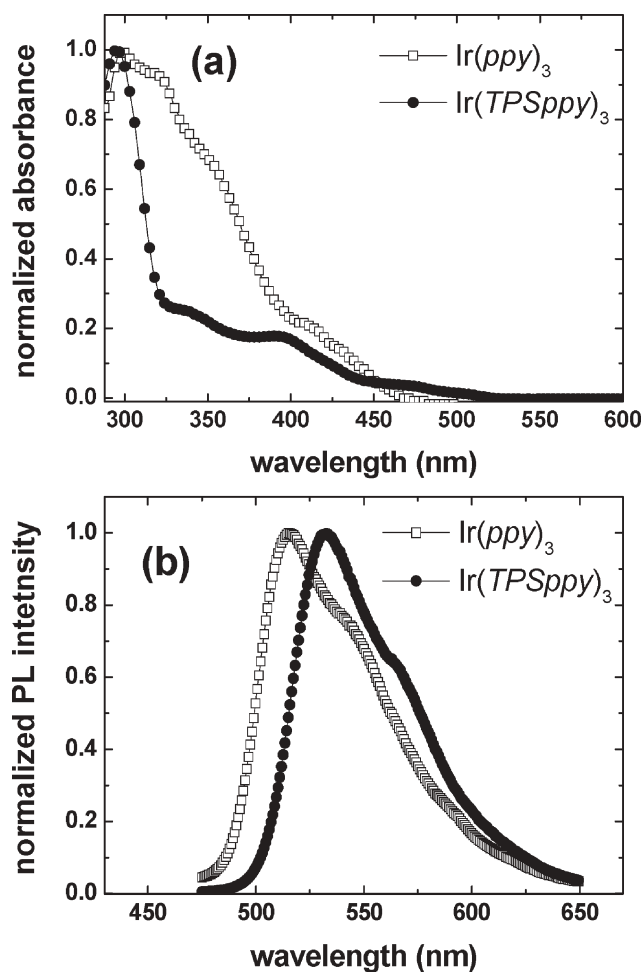 (a)
Ir(ppy)3
Ir(TPSppy)3
normalized absorbance
1.0
0.8
0.6
0.4
0.2
0.0
300 350 400 450 500 550 600
wavelength (nm)
(b)
Ir(ppy)3
Ir(TPSppy)3
normalized PL intetnsity
1.0
0.8
0.6
0.4
0.2
0.0
450 500 550 600 650
wavelength (nm)